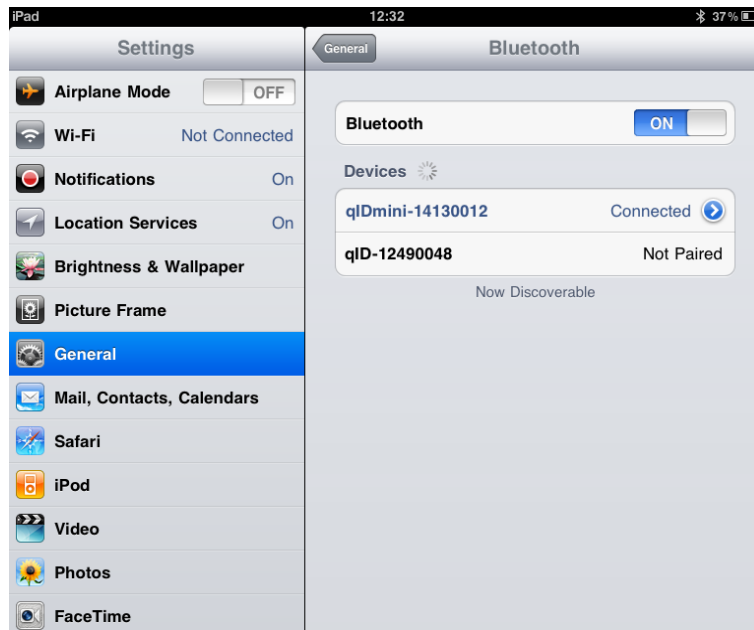 iPad 12:32 37%
Settings
Airplane Mode OFF
Wi-Fi Not Connected
Notifications On
Location Services On
Brightness & Wallpaper
Picture Frame
General
Mail, Contacts, Calendars
Safari
iPod
Video
Photos
FaceTime
General Bluetooth
Bluetooth ON
Devices
qIDmini-14130012 Connected
qID-12490048 Not Paired
Now Discoverable